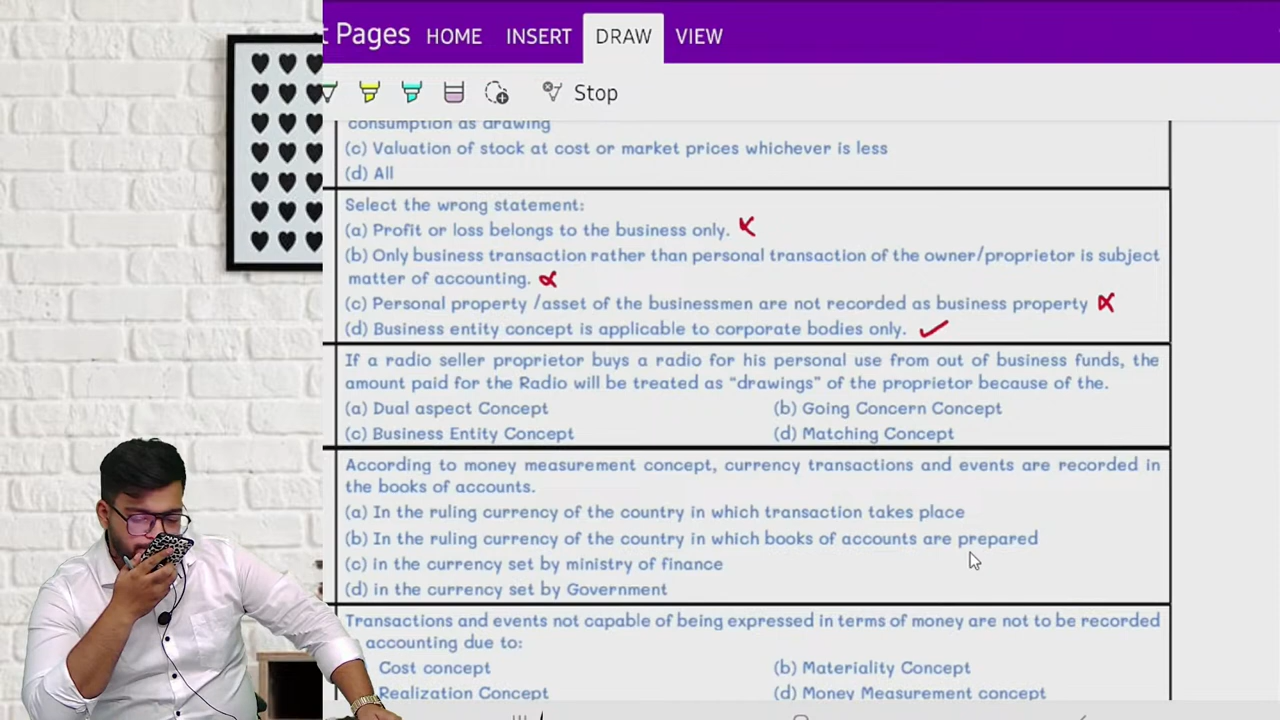 t Pages HOME INSERT DRAW VIEW
Stop
consumption as drawing
(c) Valuation of stock at cost or market prices whichever is less
(d) All
Select the wrong statement:
(a) Profit or loss belongs to the business only.
(b) Only business transaction rather than personal transaction of the owner/proprietor is subject
matter of accounting.
(c) Personal property /asset of the businessmen are not recorded as business property
(d) Business entity concept is applicable to corporate bodies only.
If a radio seller proprietor buys a radio for his personal use from out of business funds, the
amount paid for the Radio will be treated as “drawings” of the proprietor because of the.
(a) Dual aspect Concept (b) Going Concern Concept
(c) Business Entity Concept (d) Matching Concept
According to money measurement concept, currency transactions and events are recorded in
the books of accounts.
(a) In the ruling currency of the country in which transaction takes place
(b) In the ruling currency of the country in which books of accounts are prepared
(c) in the currency set by ministry of finance
(d) in the currency set by Government
Transactions and events not capable of being expressed in terms of money are not to be recorded
accounting due to:
Cost concept (b) Materiality Concept
Realization Concept (d) Money Measurement concept